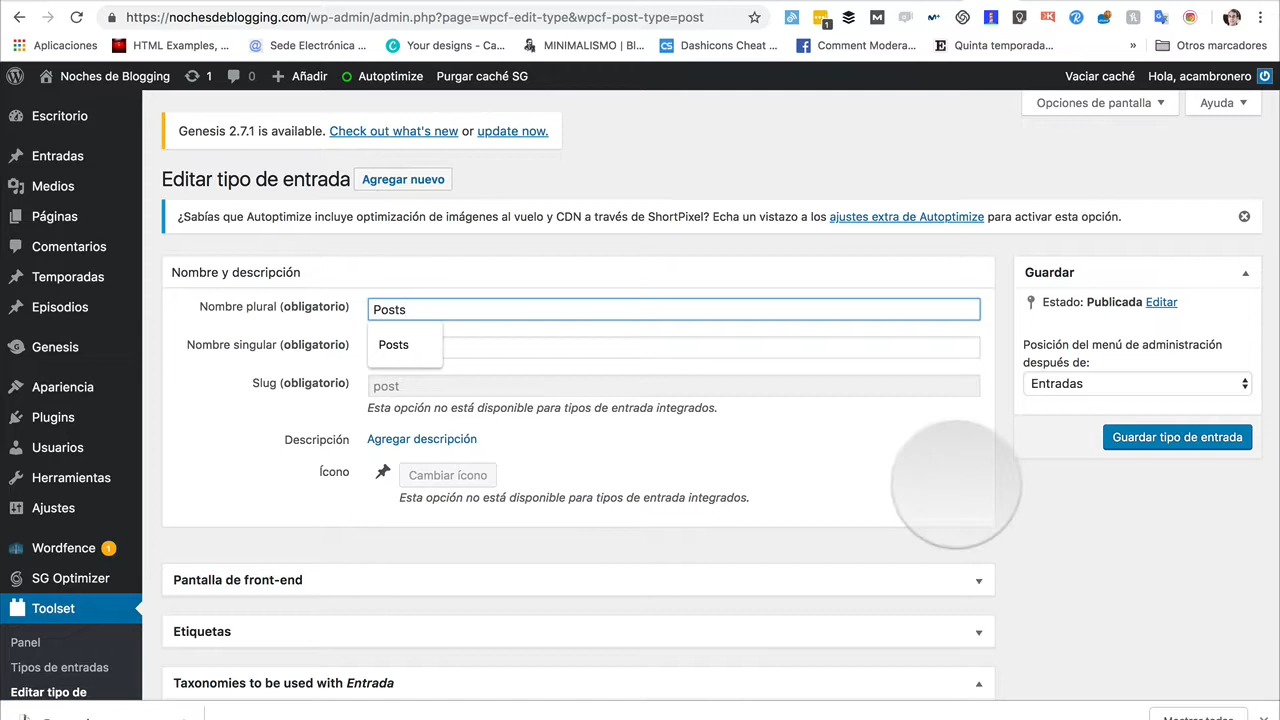 https://nochesdeblogging.com/wp-admin/admin.php?page=wpcf-edit-type&wpcf-post-type=post
1
Aplicaciones
HTML Examples, ...
Sede Electrónica ...
Your designs - Ca...
MINIMALISMO | Bl...
Dashicons Cheat ...
Comment Modera...
Quinta temporada...
»
Otros marcadores
Noches de Blogging
1
0
Añadir
Autoptimize
Purgar caché SG
Vaciar caché
Hola, acambronero
Opciones de pantalla
Ayuda
Escritorio
Entradas
Medios
Páginas
Comentarios
Temporadas
Episodios
Genesis
Apariencia
Plugins
Usuarios
Herramientas
Ajustes
Wordfence 1
SG Optimizer
Toolset
Panel
Tipos de entradas
Editar tipo de
Genesis 2.7.1 is available. Check out what's new or update now.
Editar tipo de entrada
Agregar nuevo
¿Sabías que Autoptimize incluye optimización de imágenes al vuelo y CDN a través de ShortPixel? Echa un vistazo a los ajustes extra de Autoptimize para activar esta opción.
Nombre y descripción
Nombre plural (obligatorio)
Posts
Posts
Nombre singular (obligatorio)
Slug (obligatorio)
post
Esta opción no está disponible para tipos de entrada integrados.
Descripción
Agregar descripción
Ícono
Cambiar ícono
Esta opción no está disponible para tipos de entrada integrados.
Pantalla de front-end
Etiquetas
Taxonomies to be used with Entrada
Guardar
Estado: Publicada Editar
Posición del menú de administración
después de:
Entradas
Guardar tipo de entrada